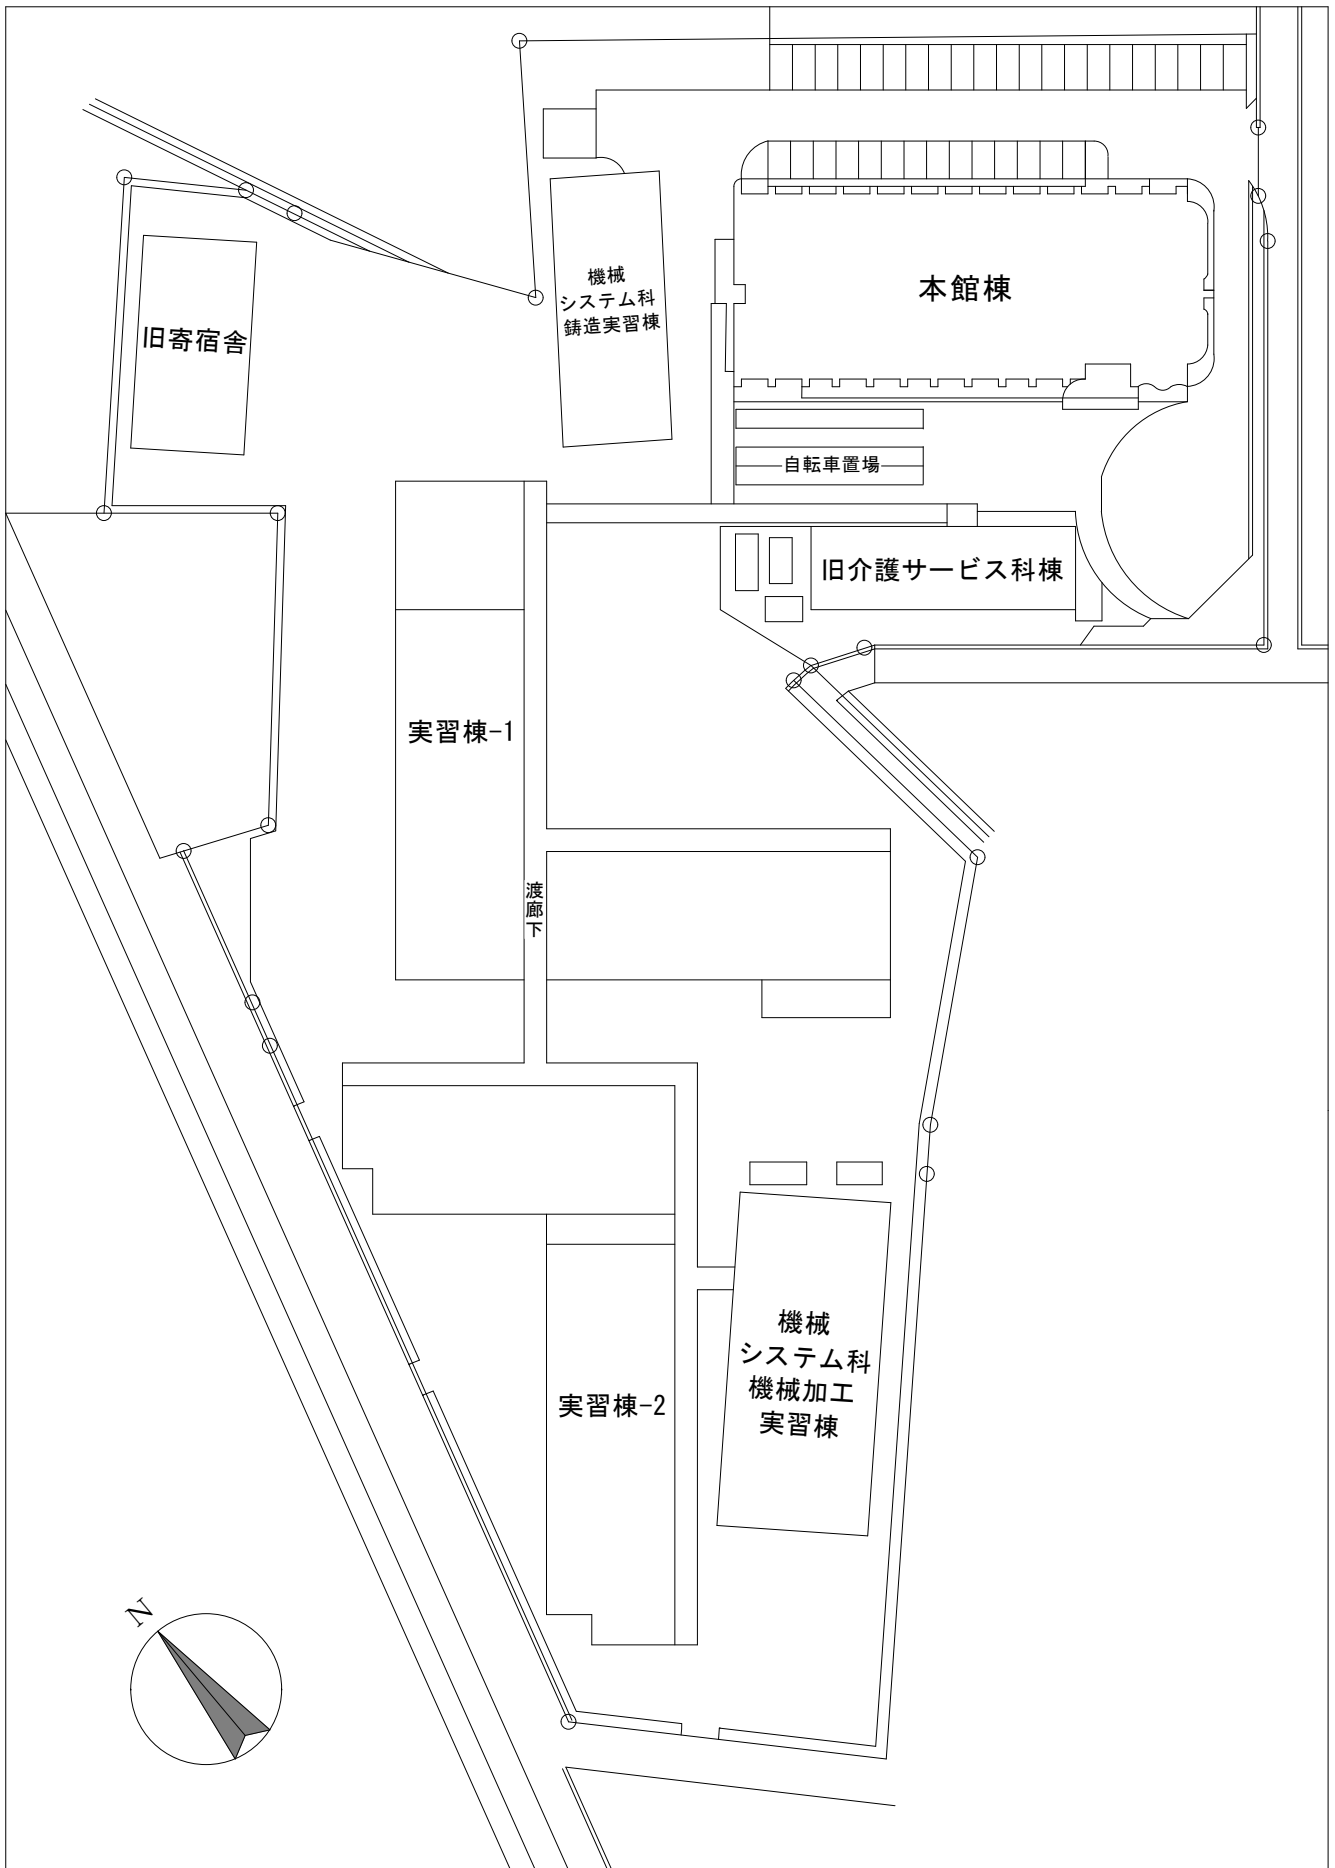 本館棟
機械
システム科
鋳造実習棟
旧寄宿舎
自転車置場
旧介護サービス科棟
実習棟-1
渡廊下
機械
システム科
機械加工
実習棟
実習棟-2
N